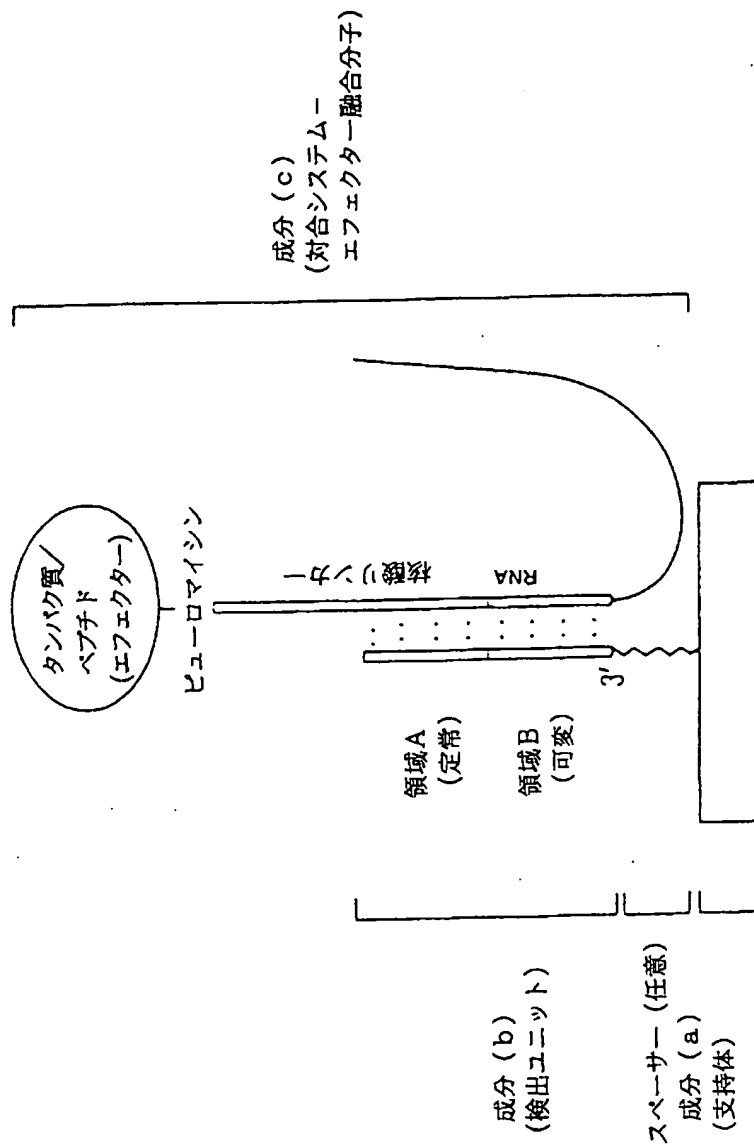 タンパク質/
ペプチド
(エフェクター)
ピューロマイシン
核酸リンカー
RNA
成分(c)
(対合システム−
エフェクター融合分子)
領域A
(定常)
領域B
(可変)
3'
成分(b)
(検出ユニット)
スペーサー(任意)
成分(a)
(支持体)